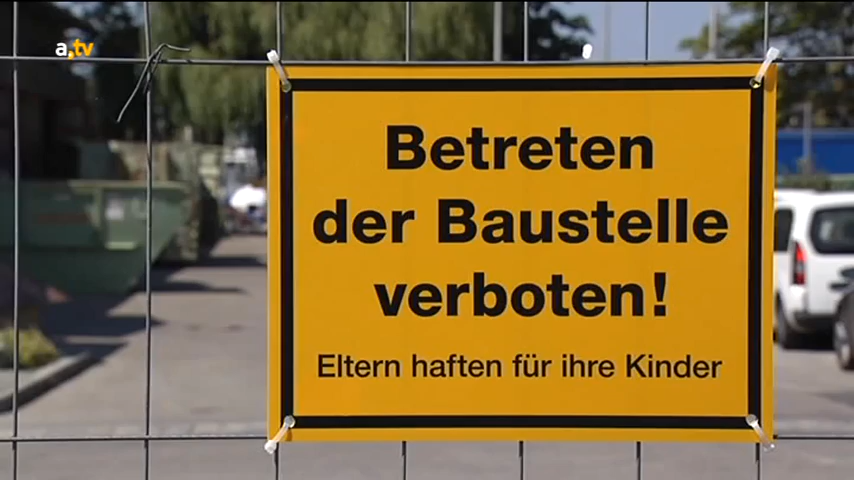 a.tv
Betreten
der Baustelle
verboten!
Eltern haften für ihre Kinder